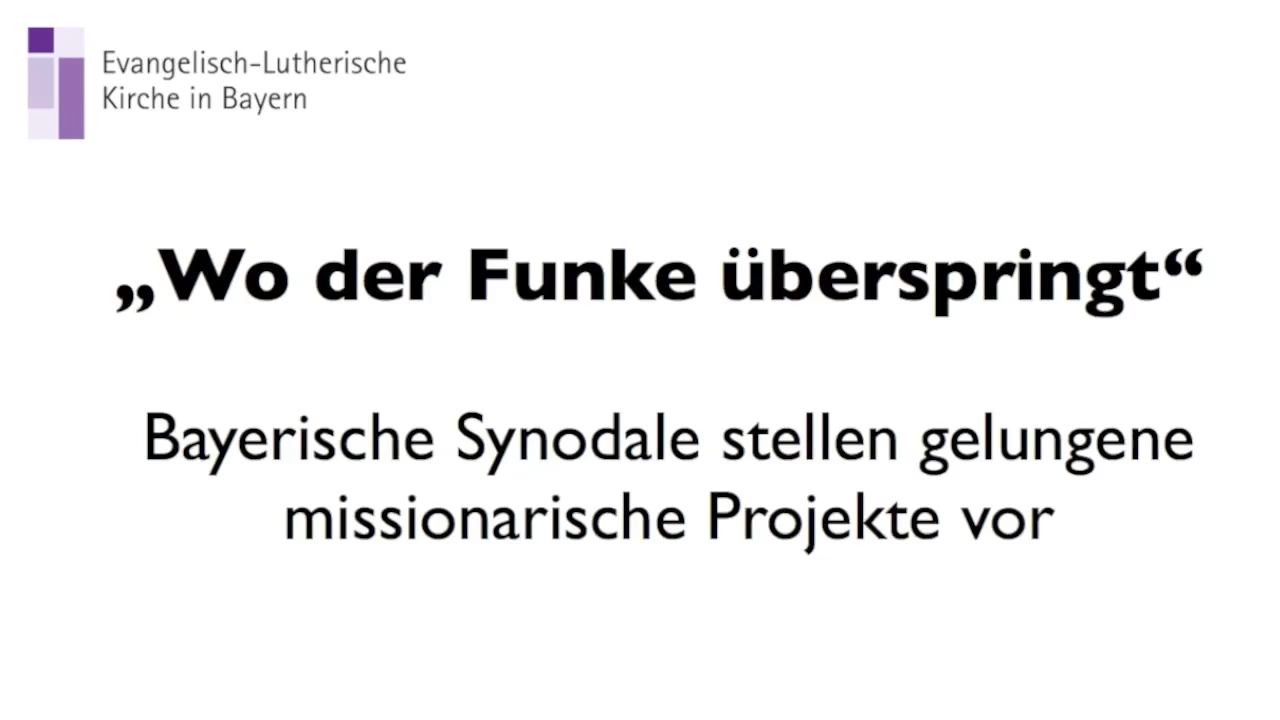 Evangelisch-Lutherische
Kirche in Bayern
„Wo der Funke überspringt“
Bayerische Synodale stellen gelungene
missionarische Projekte vor